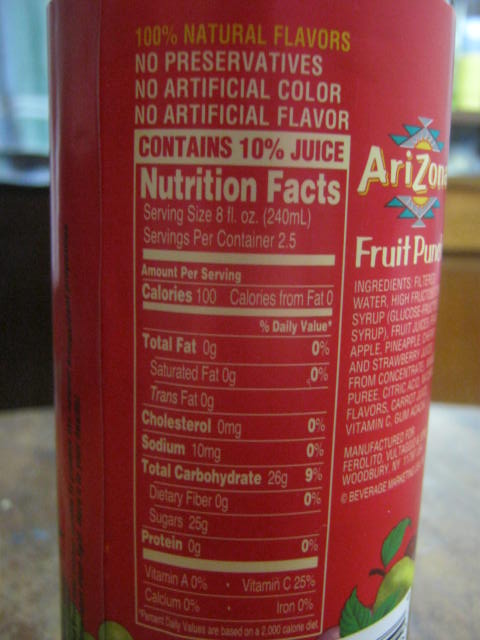 100% NATURAL FLAVORS
NO PRESERVATIVES
NO ARTIFICIAL COLOR
NO ARTIFICIAL FLAVOR
CONTAINS 10% JUICE
Nutrition Facts
Serving Size 8 fl. oz. (240mL)
Servings Per Container 2.5
Amount Per Serving
Calories 100 Calories from Fat 0
% Daily Value*
Total Fat 0g 0%
Saturated Fat 0g 0%
Trans Fat 0g
Cholesterol 0mg 0%
Sodium 10mg 0%
Total Carbohydrate 26g 9%
Dietary Fiber 0g 0%
Sugars 25g
Protein 0g 0%
Vitamin A 0% • Vitamin C 25%
Calcium 0% Iron 0%
*Percent Daily Values are based on a 2,000 calorie diet.
AriZon
Fruit Pun
INGREDIENTS: FILTERED
WATER, HIGH FRUCTOSE
SYRUP (GLUCOSE-FRUCTOSE
SYRUP), FRUIT JUICES
APPLE, PINEAPPLE, CHERRY
AND STRAWBERRY
FROM CONCENTRATE
PUREE, CITRIC ACID,
FLAVORS, CARROT
VITAMIN C, GUM ACACIA
MANUFACTURED FOR
FEROLITO, VULTAGGIO &
WOODBURY, NY
© BEVERAGE MARKETING